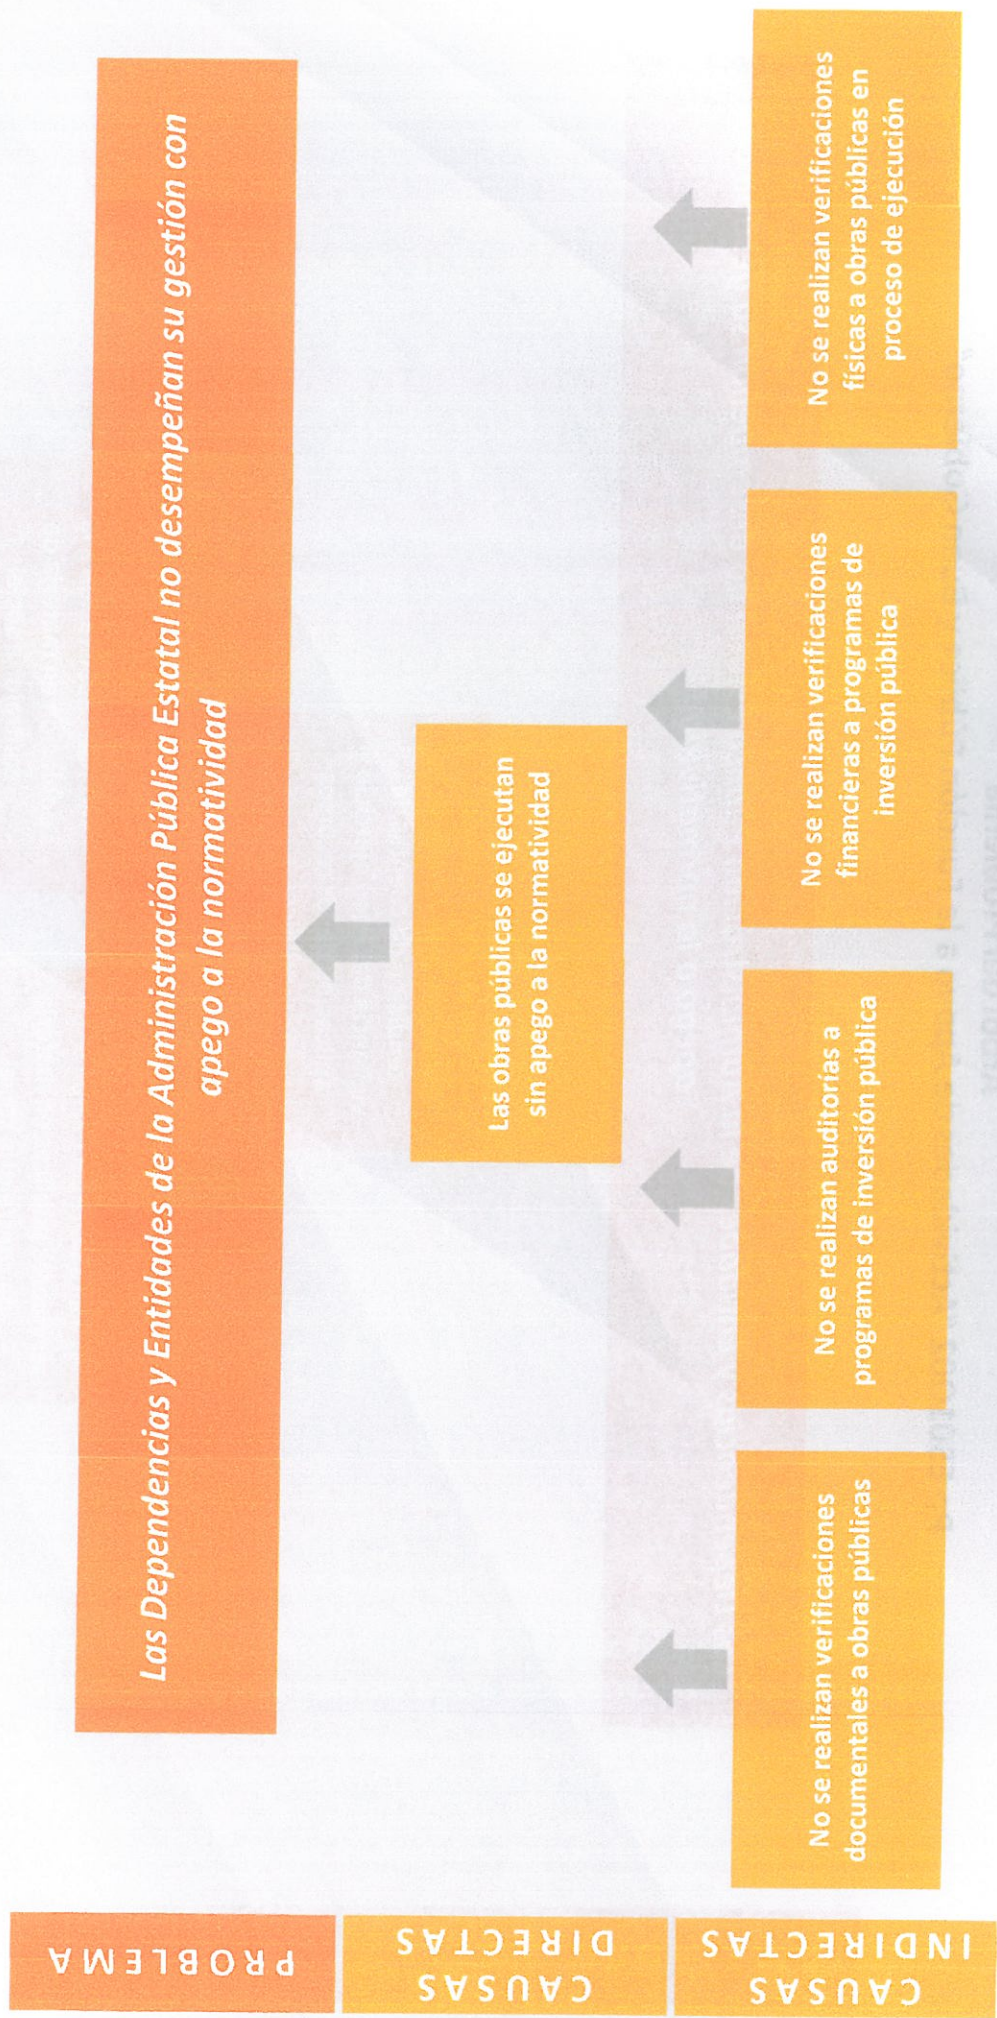 PROBLEMA
Las Dependencias y Entidades de la Administración Pública Estatal no desempeñan su gestión con
apego a la normatividad
CAUSAS
DIRECTAS
Las obras públicas se ejecutan
sin apego a la normatividad
CAUSAS
INDIRECTAS
No se realizan verificaciones
documentales a obras públicas
No se realizan auditorías a
programas de inversión pública
No se realizan verificaciones
financieras a programas de
inversión pública
No se realizan verificaciones
físicas a obras públicas en
proceso de ejecución